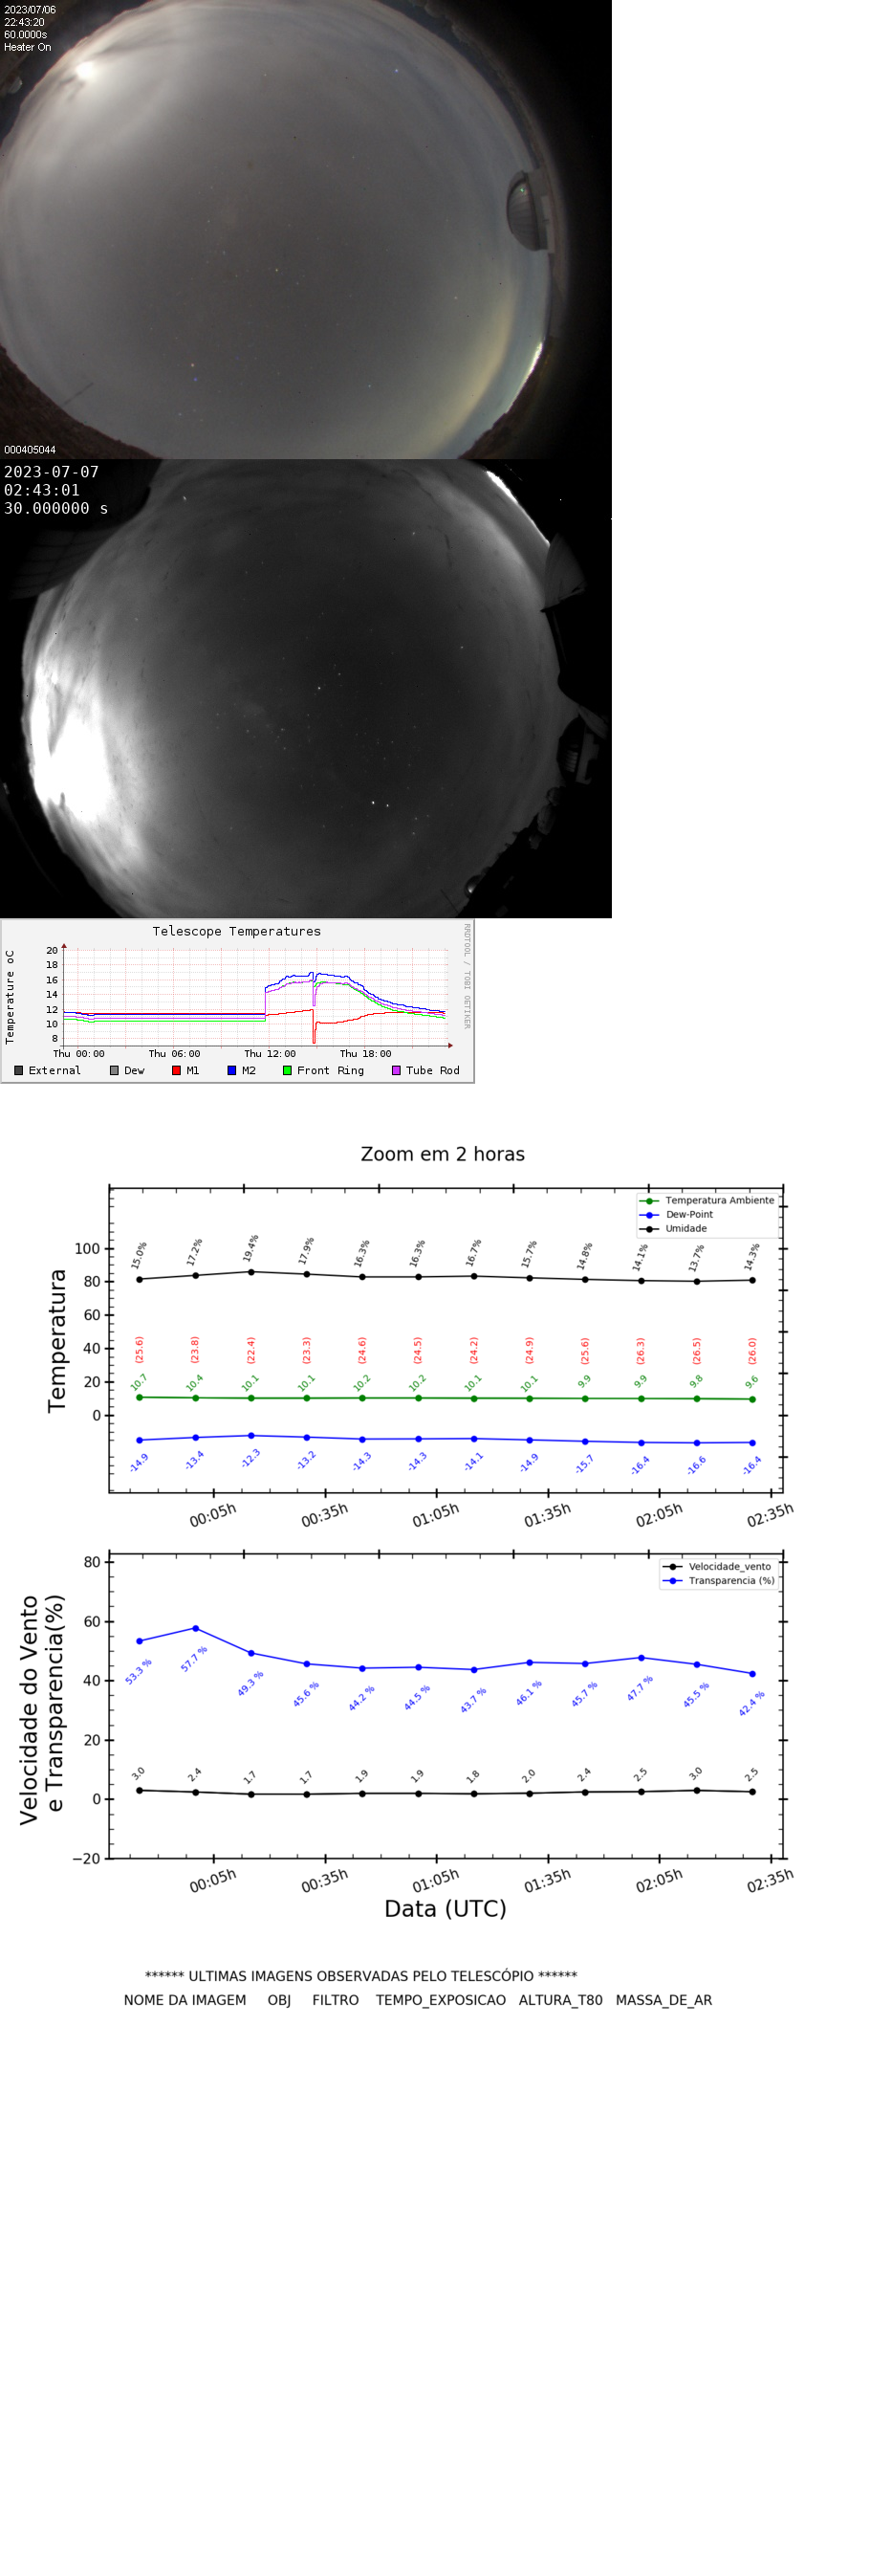 2023/07/06
22:43:20
60.0000s
Heater On
000405044
2023-07-07
02:43:01
30.000000 s
Telescope Temperatures
Temperature oC
RRDTOOL / TOBI OETIKER
20
18
16
14
12
10
8
Thu 00:00 Thu 06:00 Thu 12:00 Thu 18:00
External Dew M1 M2 Front Ring Tube Rod
Zoom em 2 horas
Temperatura
Temperatura Ambiente
Dew-Point
Umidade
100
80
60
40
20
0
15.0% 17.2% 19.4% 17.9% 16.3% 16.3% 16.7% 15.7% 14.8% 14.1% 13.7% 14.3%
(25.6) (23.8) (22.4) (23.3) (24.6) (24.5) (24.2) (24.9) (25.6) (26.3) (26.5) (26.0)
10.7 10.4 10.1 10.1 10.2 10.2 10.1 10.1 9.9 9.9 9.8 9.6
-14.9 -13.4 -12.3 -13.2 -14.3 -14.3 -14.1 -14.9 -15.7 -16.4 -16.6 -16.4
00:05h 00:35h 01:05h 01:35h 02:05h 02:35h
Velocidade do Vento
e Transparencia(%)
Velocidade_vento
Transparencia (%)
80
60
40
20
0
−20
53.3 % 57.7 % 49.3 % 45.6 % 44.2 % 44.5 % 43.7 % 46.1 % 45.7 % 47.7 % 45.5 % 42.4 %
3.0 2.4 1.7 1.7 1.9 1.9 1.8 2.0 2.4 2.5 3.0 2.5
00:05h 00:35h 01:05h 01:35h 02:05h 02:35h
Data (UTC)
****** ULTIMAS IMAGENS OBSERVADAS PELO TELESCÓPIO ******
NOME DA IMAGEM OBJ FILTRO TEMPO_EXPOSICAO ALTURA_T80 MASSA_DE_AR